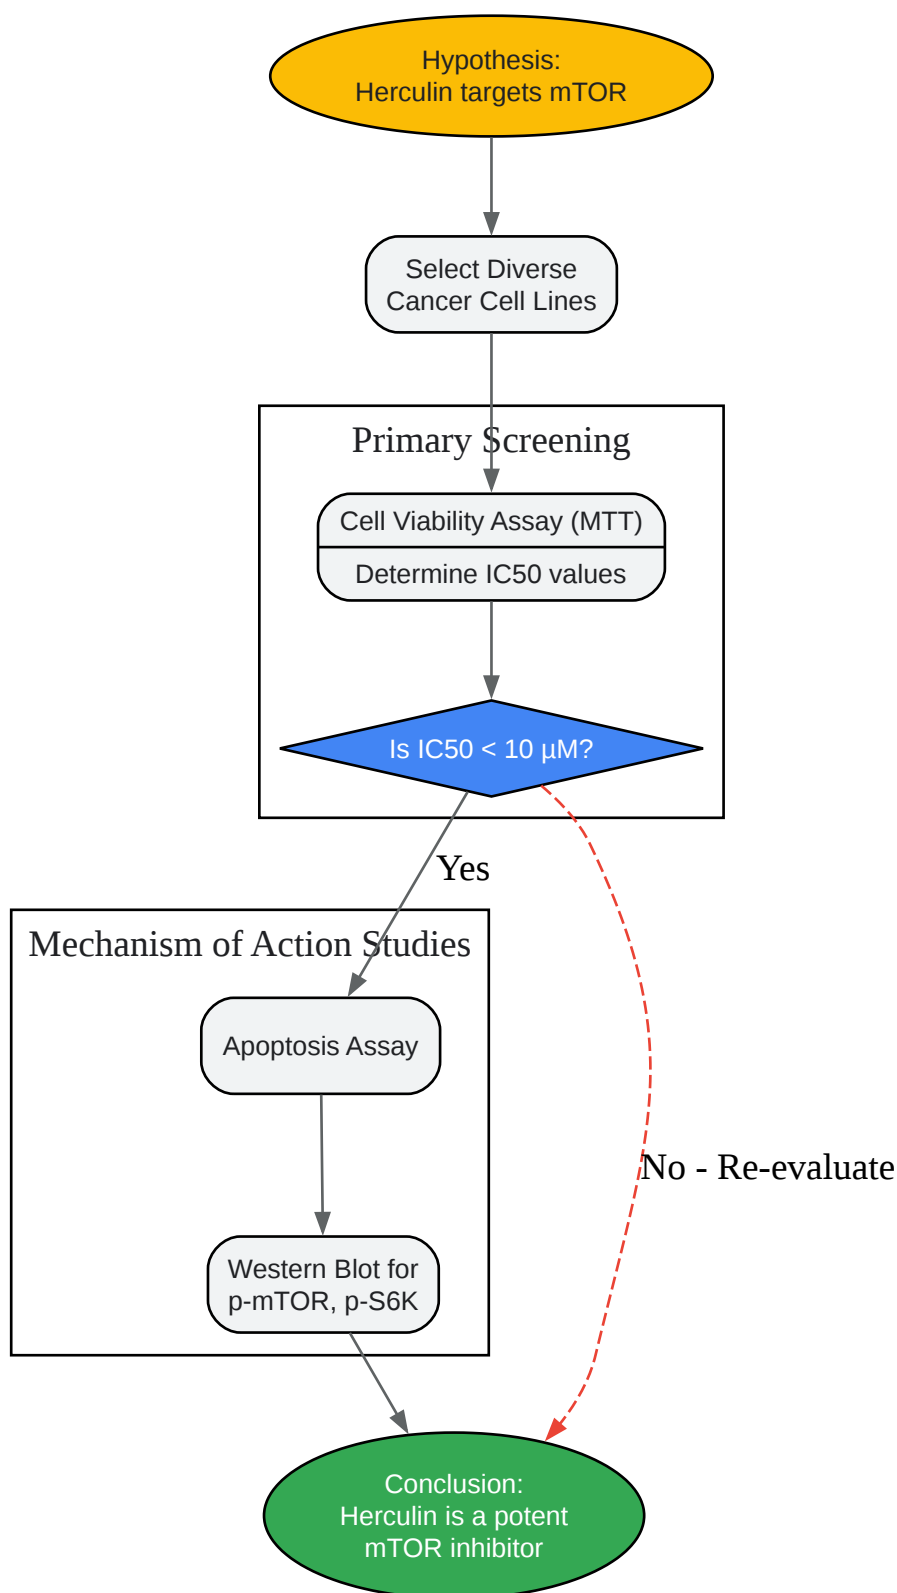 Hypothesis:
Herculin targets mTOR
Select Diverse
Cancer Cell Lines
Primary Screening
Cell Viability Assay (MTT)
Determine IC50 values
Is IC50 < 10 µM?
Yes
Mechanism of Action Studies
Apoptosis Assay
No - Re-evaluate
Western Blot for
p-mTOR, p-S6K
Conclusion:
Herculin is a potent
mTOR inhibitor